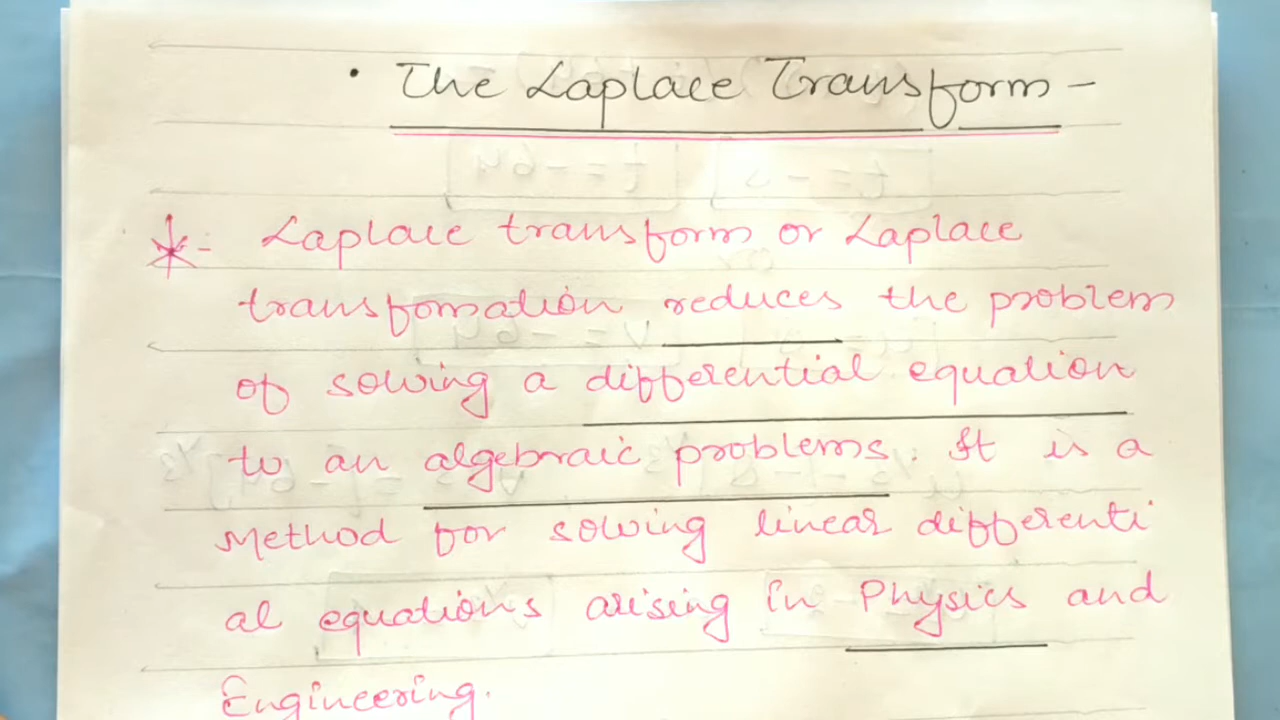 • The Laplace Transform -
*- Laplace transform or Laplace
transfomation reduces the problem
of solving a differential equation
to an algebraic problems. It is a
Method for solving linear differenti
al equations arising in Physics and
Engineering.